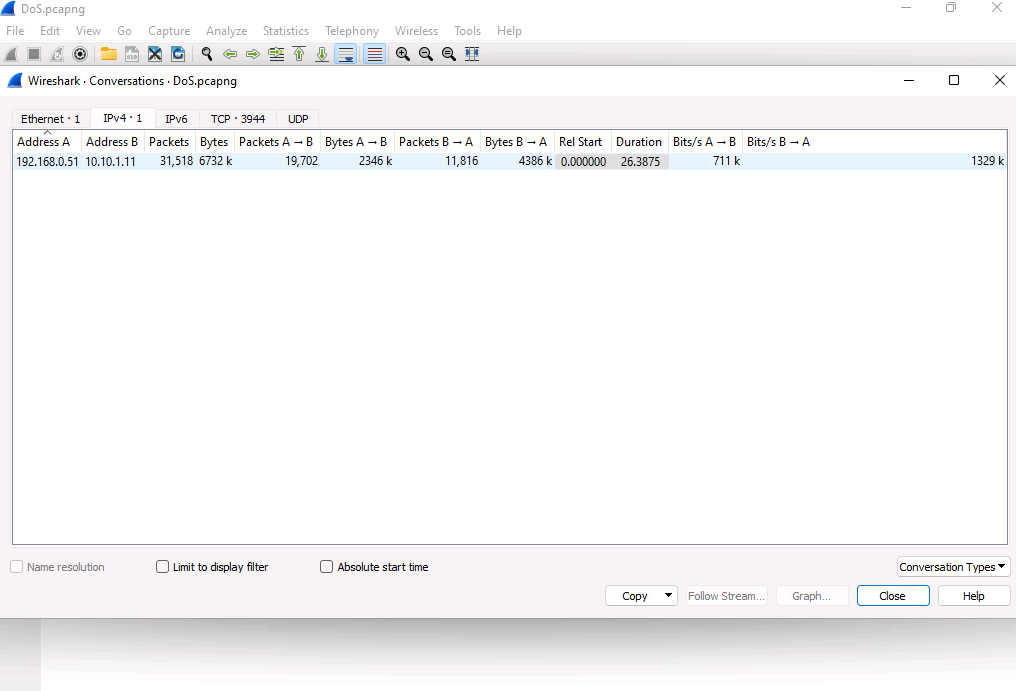 DoS.pcapng
File Edit View Go Capture Analyze Statistics Telephony Wireless Tools Help
Wireshark · Conversations · DoS.pcapng
Ethernet · 1 IPv4 · 1 IPv6 TCP · 3944 UDP
Address A Address B Packets Bytes Packets A → B Bytes A → B Packets B → A Bytes B → A Rel Start Duration Bits/s A → B Bits/s B → A
192.168.0.51 10.10.1.11 31,518 6732 k 19,702 2346 k 11,816 4386 k 0.000000 26.3875 711 k 1329 k
Name resolution Limit to display filter Absolute start time Conversation Types
Copy Follow Stream... Graph... Close Help